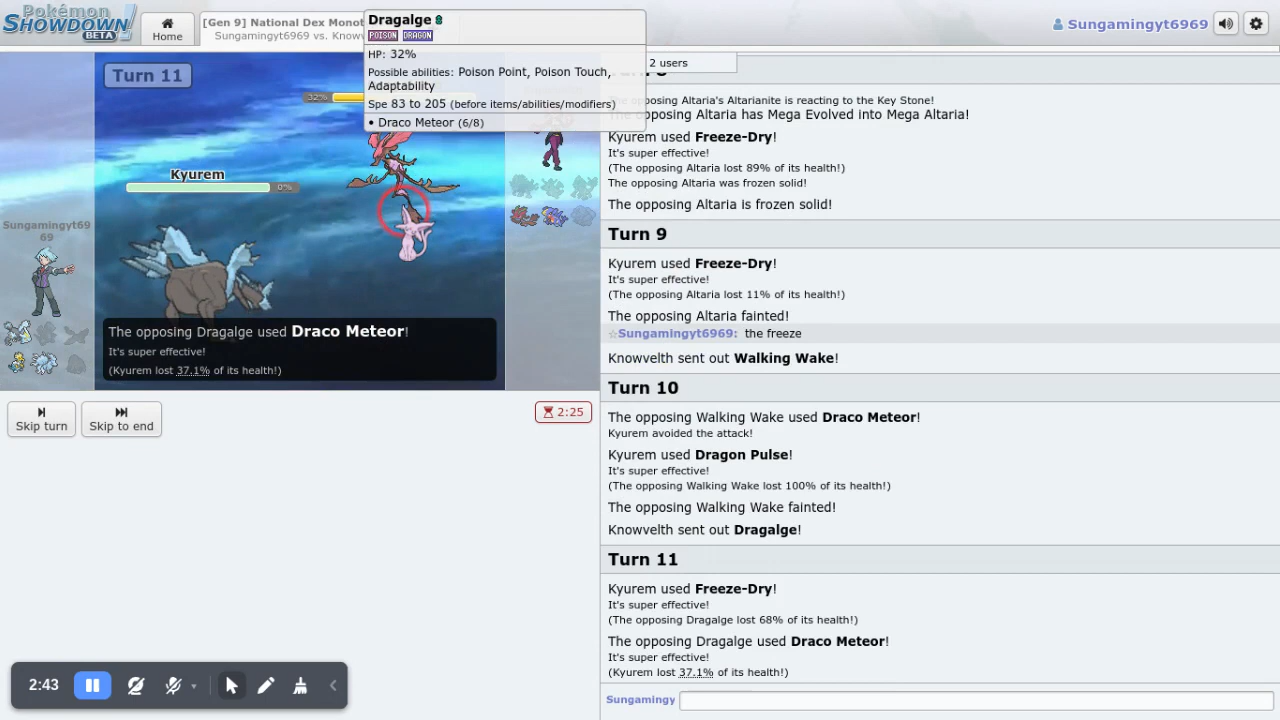 Pokémon
SHOWDOWN
BETA
Home
[Gen 9] National Dex Monot
Sungamingyt6969 vs. Know
Sungamingyt6969
Dragalge
POISON DRAGON
HP: 32%
Possible abilities: Poison Point, Poison Touch,
Adaptability
Spe 83 to 205 (before items/abilities/modifiers)
• Draco Meteor (6/8)
2 users
Turn 11
32%
Kyurem
0%
Sungamingyt69
69
The opposing Dragalge used Draco Meteor!
It's super effective!
(Kyurem lost 37.1% of its health!)
Skip turn
Skip to end
2:25
The opposing Altaria's Altarianite is reacting to the Key Stone!
The opposing Altaria has Mega Evolved into Mega Altaria!
Kyurem used Freeze-Dry!
It's super effective!
(The opposing Altaria lost 89% of its health!)
The opposing Altaria was frozen solid!
The opposing Altaria is frozen solid!
Turn 9
Kyurem used Freeze-Dry!
It's super effective!
(The opposing Altaria lost 11% of its health!)
The opposing Altaria fainted!
☆Sungamingyt6969: the freeze
Knowvelth sent out Walking Wake!
Turn 10
The opposing Walking Wake used Draco Meteor!
Kyurem avoided the attack!
Kyurem used Dragon Pulse!
It's super effective!
(The opposing Walking Wake lost 100% of its health!)
The opposing Walking Wake fainted!
Knowvelth sent out Dragalge!
Turn 11
Kyurem used Freeze-Dry!
It's super effective!
(The opposing Dragalge lost 68% of its health!)
The opposing Dragalge used Draco Meteor!
It's super effective!
(Kyurem lost 37.1% of its health!)
Sungamingy
2:43